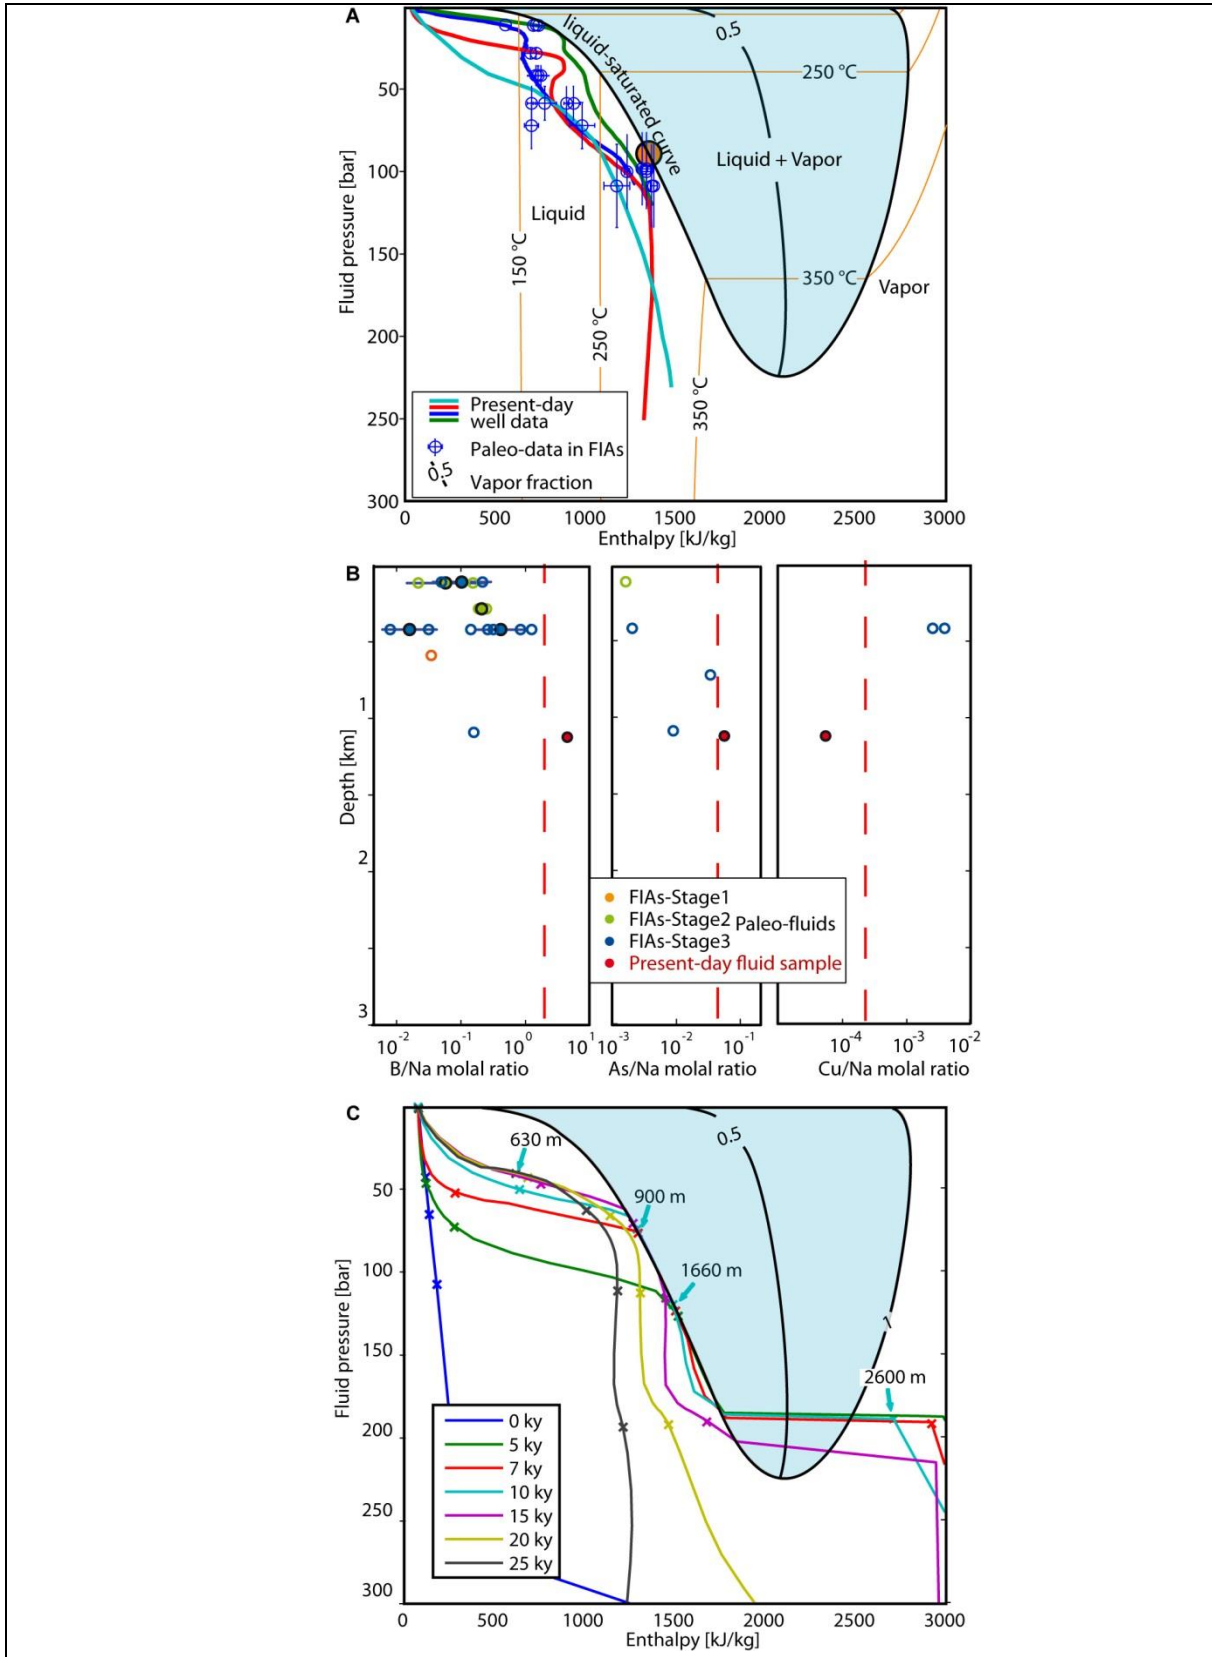 A
0.5
liquid-saturated curve
250 °C
50
Liquid + Vapor
100
Fluid pressure [bar]
Liquid
150
150 °C
350 °C
Vapor
200
250 °C
350 °C
Present-day
well data
250
Paleo-data in FIAs
0.5
Vapor fraction
300
0 500 1000 1500 2000 2500 3000
Enthalpy [kJ/kg]
B
1
Depth [km]
2
FIAs-Stage1
FIAs-Stage2 Paleo-fluids
FIAs-Stage3
Present-day fluid sample
3
10⁻² 10⁻¹ 10⁰ 10¹ 10⁻³ 10⁻² 10⁻¹ 10⁻⁴ 10⁻³ 10⁻²
B/Na molal ratio As/Na molal ratio Cu/Na molal ratio
C
0.5
630 m
50
900 m
100
1660 m
Fluid pressure [bar]
1
150
2600 m
200
0 ky
5 ky
7 ky
10 ky
250
15 ky
20 ky
25 ky
300
0 500 1000 1500 2000 2500 3000
Enthalpy [kJ/kg]